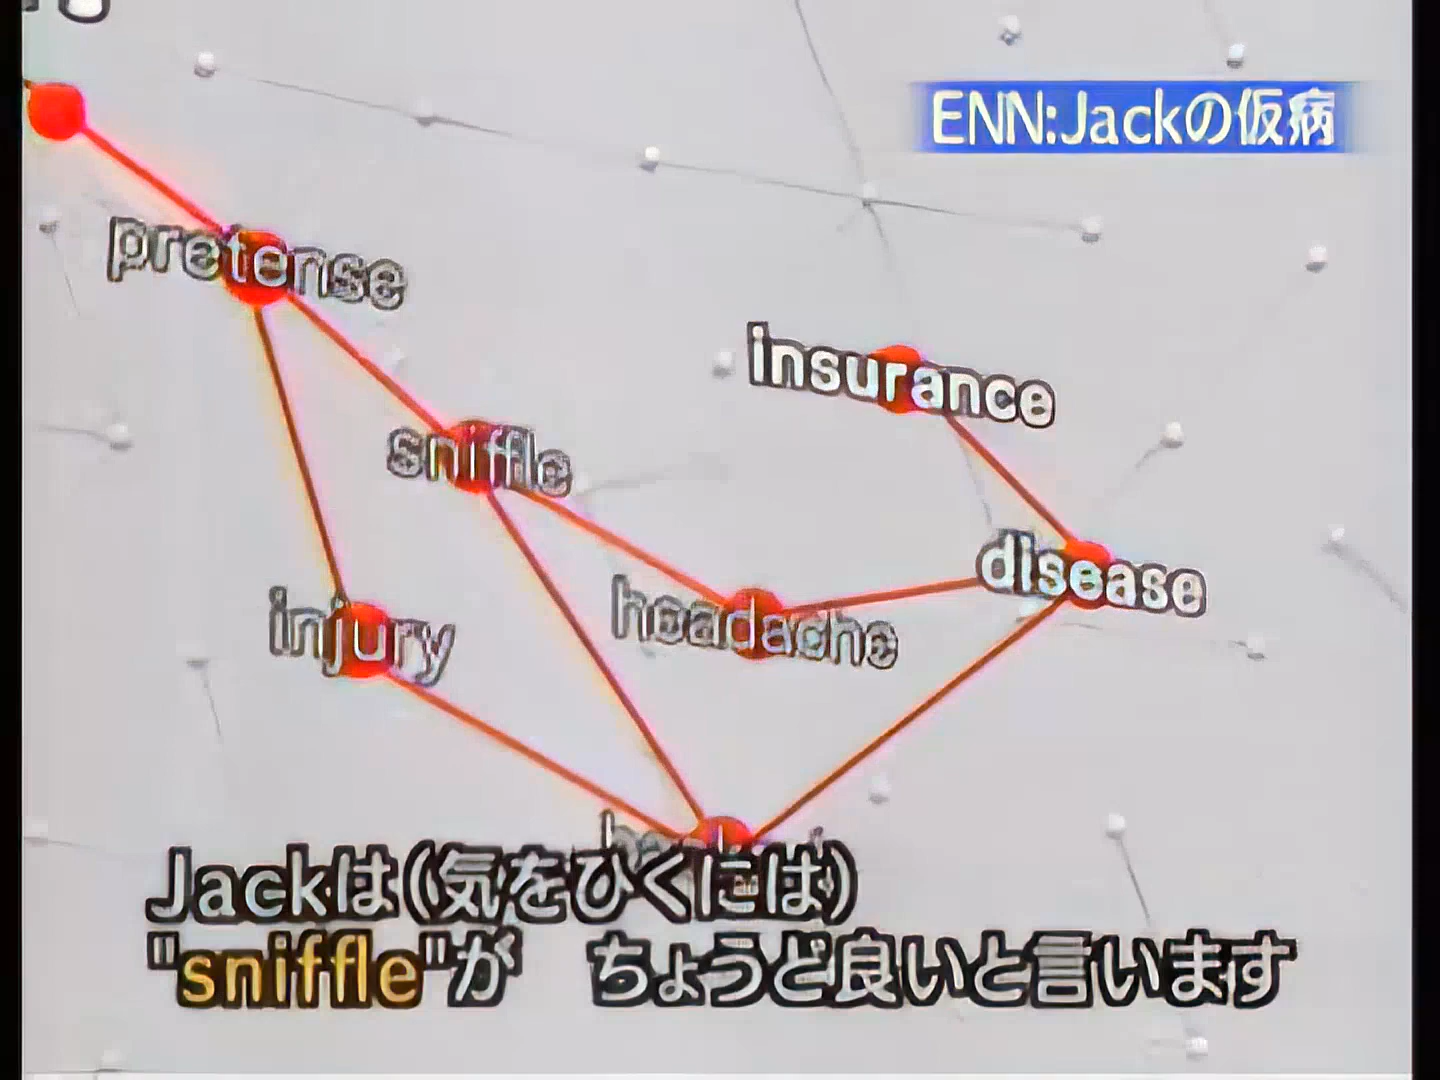 ENN:Jackの仮病
pretense
insurance
sniffle
disease
headache
injury
Jackは(気をひくには)
"sniffle"が ちょうど良いと言います